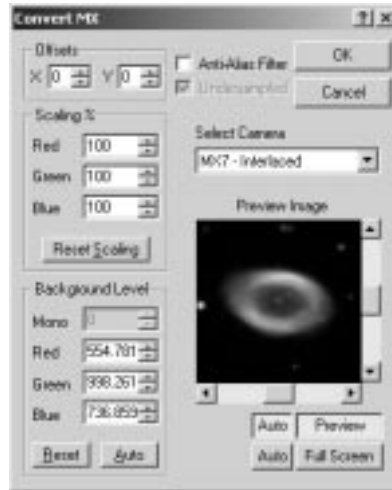 Convert MX
Offsets
X 0 Y 0
Anti-Alias Filter
Undersampled
OK
Cancel
Scaling %
Red 100
Green 100
Blue 100
Reset Scaling
Select Camera
MX7 - Interlaced
Preview Image
Background Level
Mono 0
Red 554.781
Green 998.261
Blue 736.859
Reset Auto
Auto Preview
Auto Full Screen